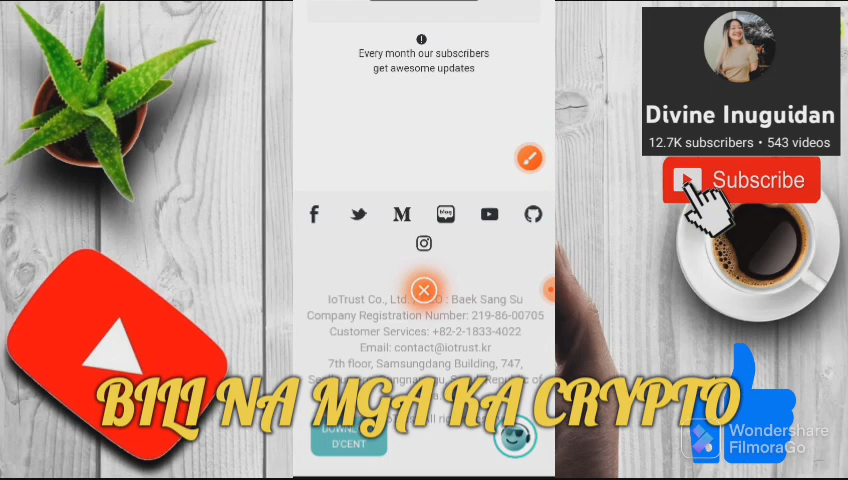 Every month our subscribers
get awesome updates
Divine Inuguidan
12.7K subscribers • 543 videos
Subscribe
blog
IoTrust Co., Ltd.
: Baek Sang Su
Company Registration Number: 219-86-00705
Customer Services: +82-2-1833-4022
Email: contact@iotrust.kr
7th floor, Samsungdang Building, 747,
BILI NA MGA KA CRYPTO
D'CENT
Wondershare
FilmoraGo